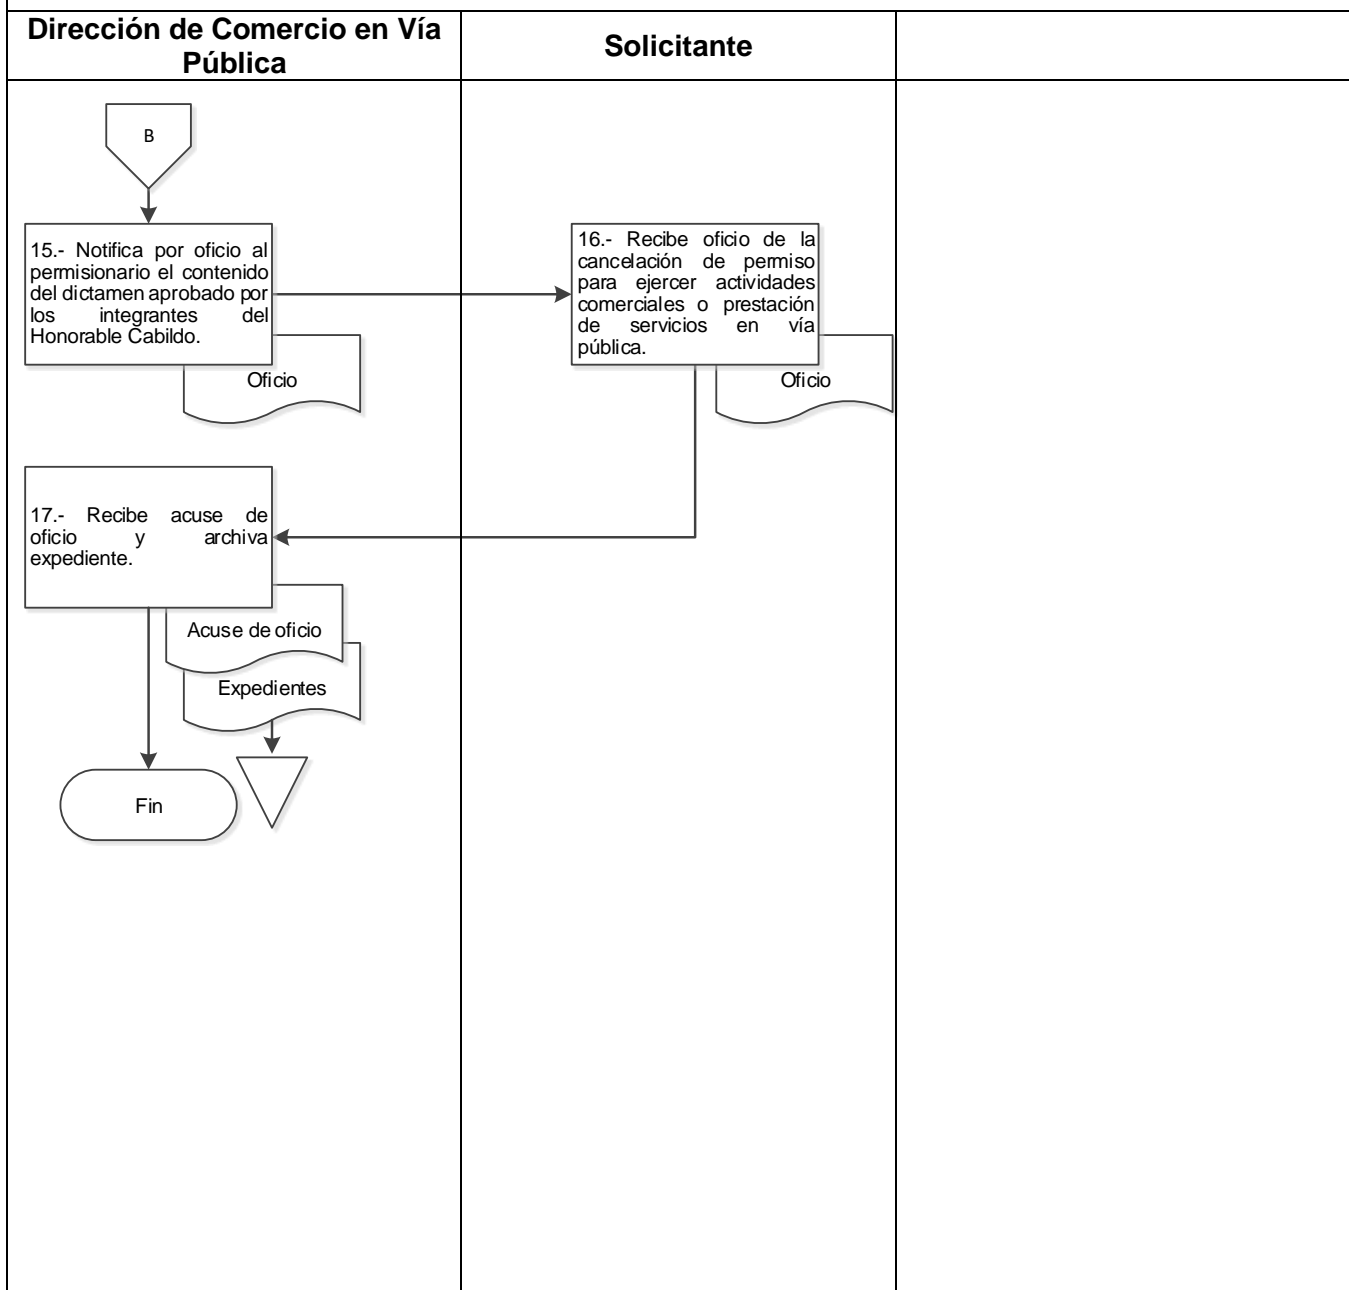 Dirección de Comercio en Vía
Pública
Solicitante
B
15.- Notifica por oficio al
permisionario el contenido
del dictamen aprobado por
los integrantes del
Honorable Cabildo.
Oficio
16.- Recibe oficio de la
cancelación de permiso
para ejercer actividades
comerciales o prestación
de servicios en vía
pública.
Oficio
17.- Recibe acuse de
oficio y archiva
expediente.
Acuse de oficio
Expedientes
Fin